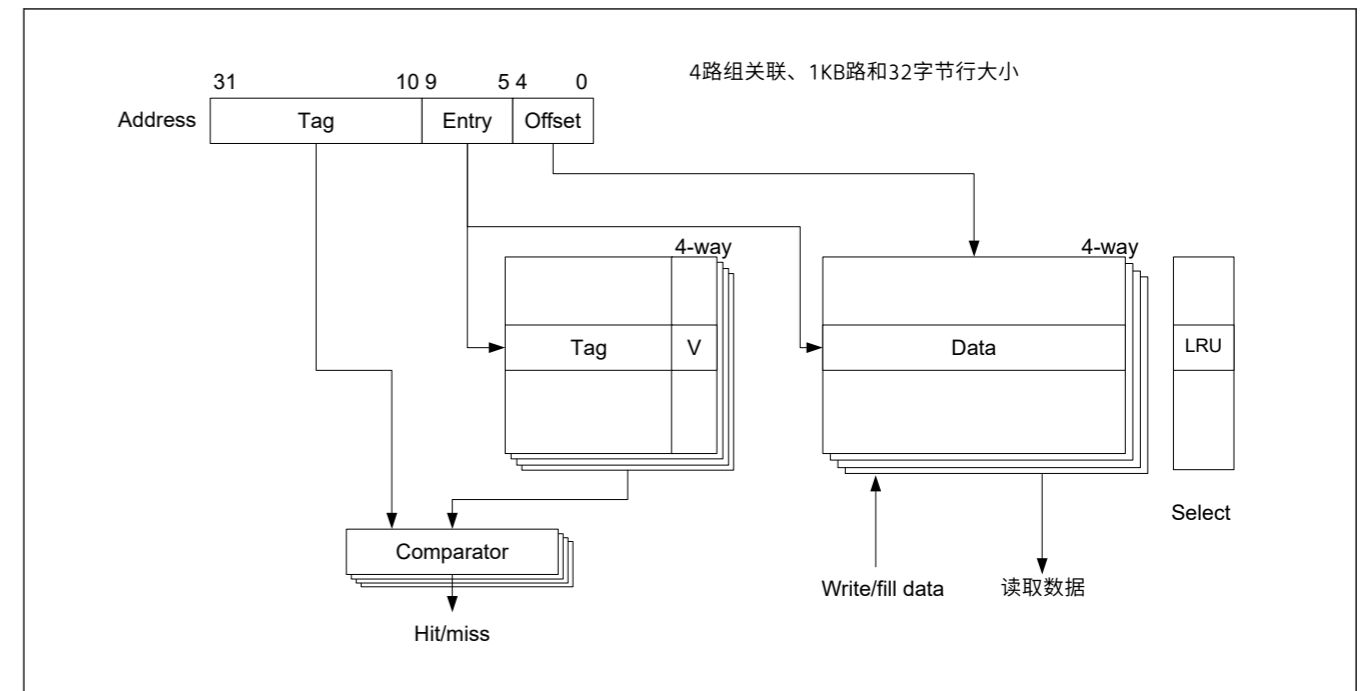 4路组关联、1KB路和32字节行大小
31 10 9 5 4 0
Address Tag Entry Offset
4-way 4-way
Tag V Data LRU
Select
Comparator
Write/fill data 读取数据
Hit/miss